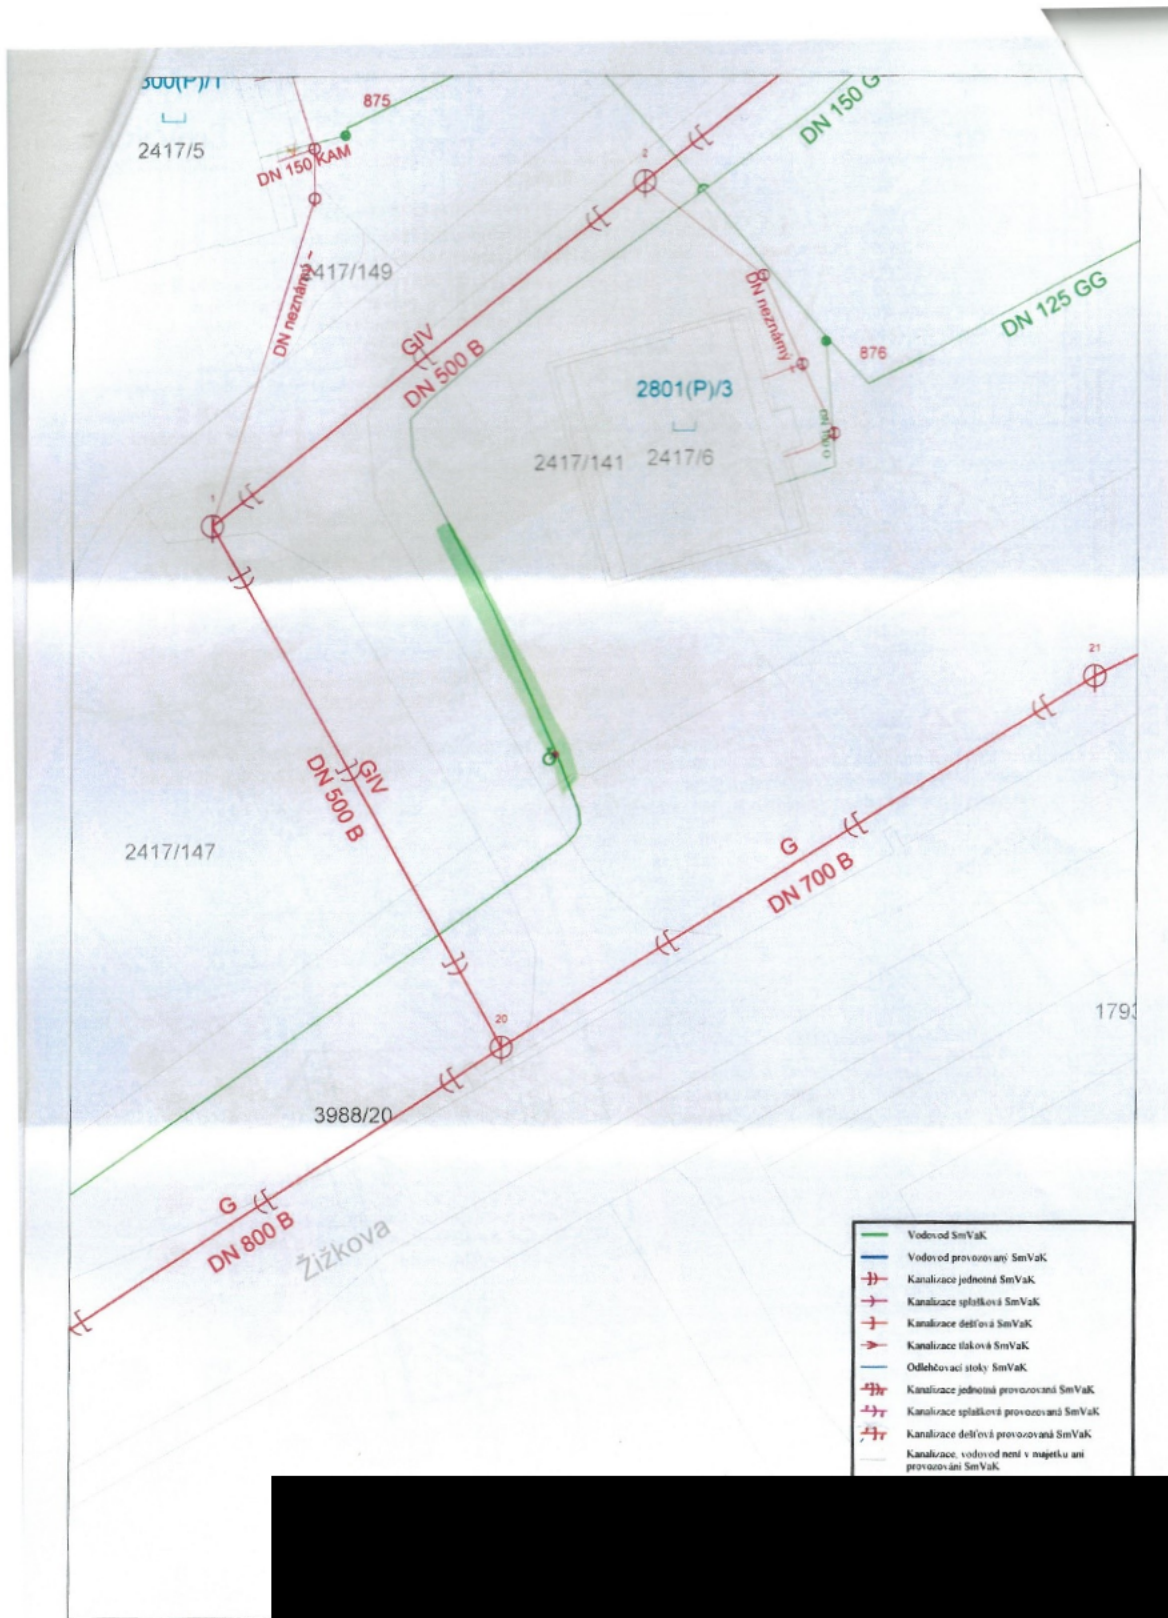 875
2417/5
DN 150 KAM
DN 150 G
2
2417/149
DN neznámý
DN neznámý
DN 125 GG
876
GIV
DN 500 B
2801(P)/3
2417/141
2417/6
1
21
GIV
DN 500 B
2417/147
G
DN 700 B
20
1793
3988/20
G
DN 800 B
Žižkova
Vodovod SmVaK
Vodovod provozovaný SmVaK
Kanalizace jednotná SmVaK
Kanalizace splašková SmVaK
Kanalizace dešťová SmVaK
Kanalizace tlaková SmVaK
Odlehčovací stoky SmVaK
Kanalizace jednotná provozovaná SmVaK
Kanalizace splašková provozovaná SmVaK
Kanalizace dešťová provozovaná SmVaK
Kanalizace, vodovod není v majetku ani
provozování SmVaK